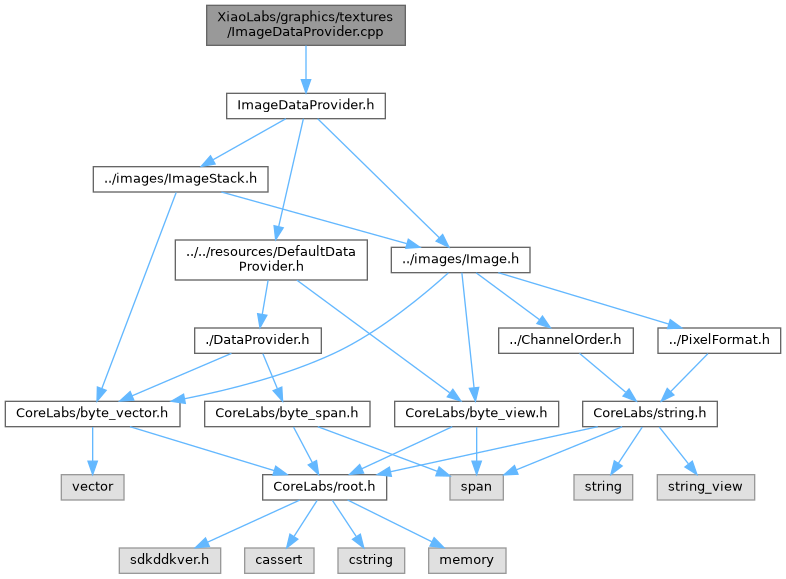 XiaoLabs/graphics/textures
/ImageDataProvider.cpp
ImageDataProvider.h
../images/ImageStack.h
../../resources/DefaultData
Provider.h
../images/Image.h
./DataProvider.h
../ChannelOrder.h
../PixelFormat.h
CoreLabs/byte_vector.h
CoreLabs/byte_span.h
CoreLabs/byte_view.h
CoreLabs/string.h
vector
CoreLabs/root.h
span
string
string_view
sdkddkver.h
cassert
cstring
memory